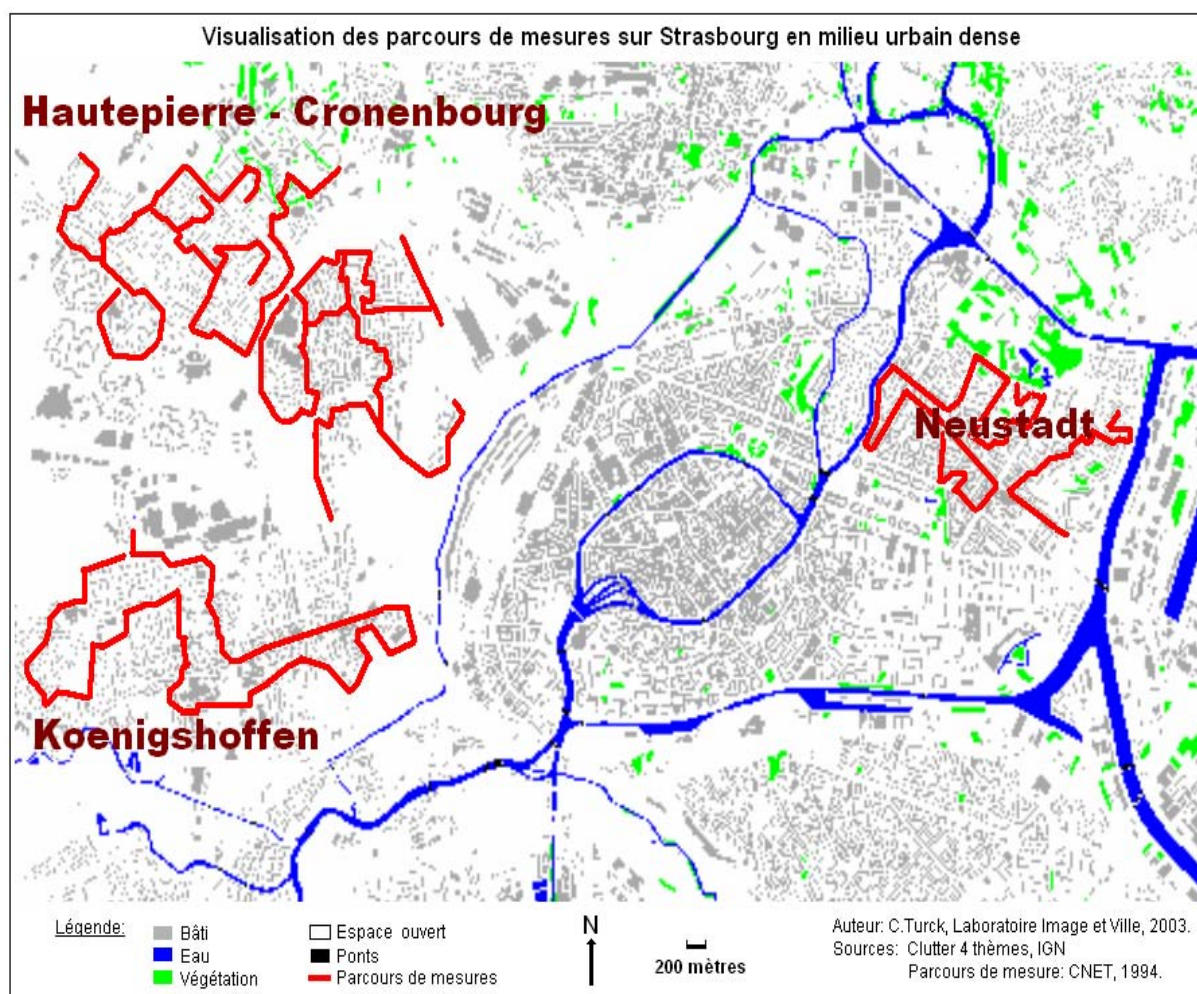 Visualisation des parcours de mesures sur Strasbourg en milieu urbain dense
Hautepierre - Cronenbourg
Neustadt
Koenigshoffen
Légende:
Bâti
Eau
Végétation
Espace ouvert
Ponts
Parcours de mesures
N
200 mètres
Auteur: C.Turck, Laboratoire Image et Ville, 2003.
Sources: Clutter 4 thèmes, IGN
Parcours de mesure: CNET, 1994.